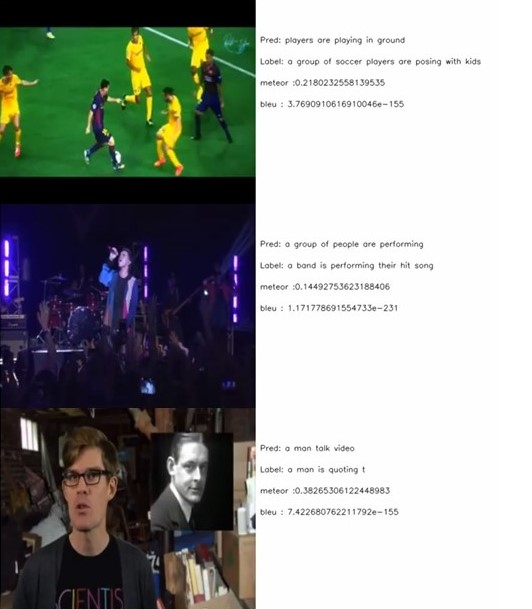 Pred: players are playing in ground
Label: a group of soccer players are posing with kids
meteor :0.2180232558139535
bleu : 3.7690910616910046e-155
Pred: a group of people are performing
Label: a band is performing their hit song
meteor :0.14492753623188406
bleu : 1.171778691554733e-231
Pred: a man talk video
Label: a man is quoting t
meteor :0.38265306122448983
bleu : 7.422680762211792e-155
CIENTIS